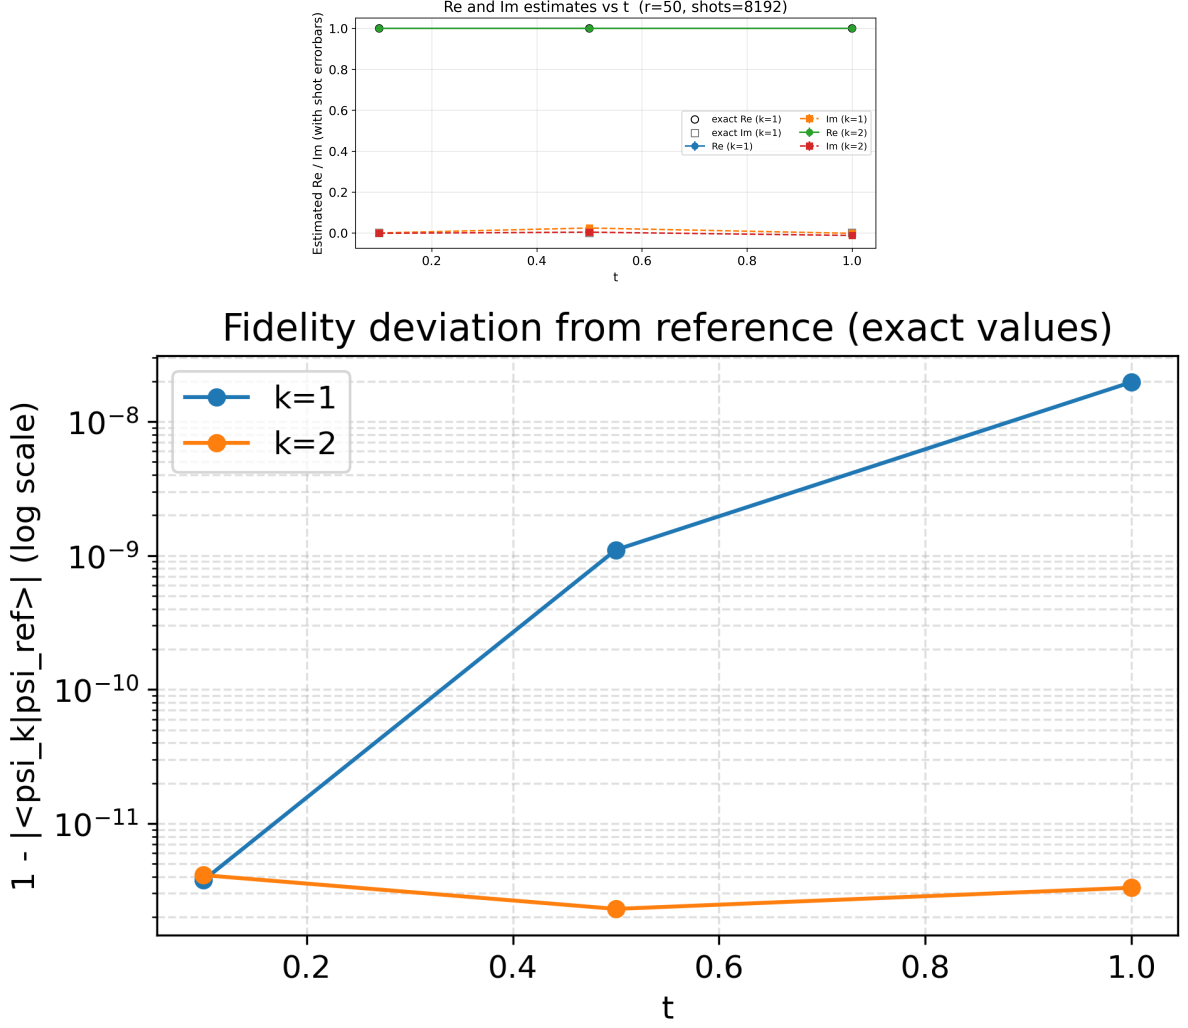 Re and Im estimates vs t  (r=50, shots=8192)
Estimated Re / Im (with shot errorbars)
1.0
0.8
0.6
0.4
0.2
0.0
exact Re (k=1)
exact Im (k=1)
Re (k=1)
Im (k=1)
Re (k=2)
Im (k=2)
0.2 0.4 0.6 0.8 1.0
t
Fidelity deviation from reference (exact values)
1 - |<psi_k|psi_ref>| (log scale)
k=1
k=2
10⁻⁸
10⁻⁹
10⁻¹⁰
10⁻¹¹
0.2 0.4 0.6 0.8 1.0
t